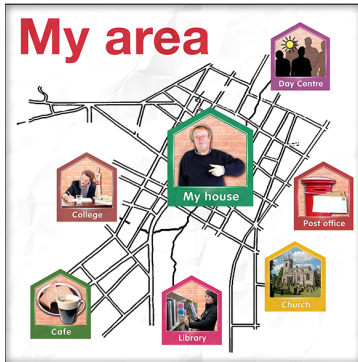 My area
Day Centre
My house
College
Post office
Church
Cafe
Library